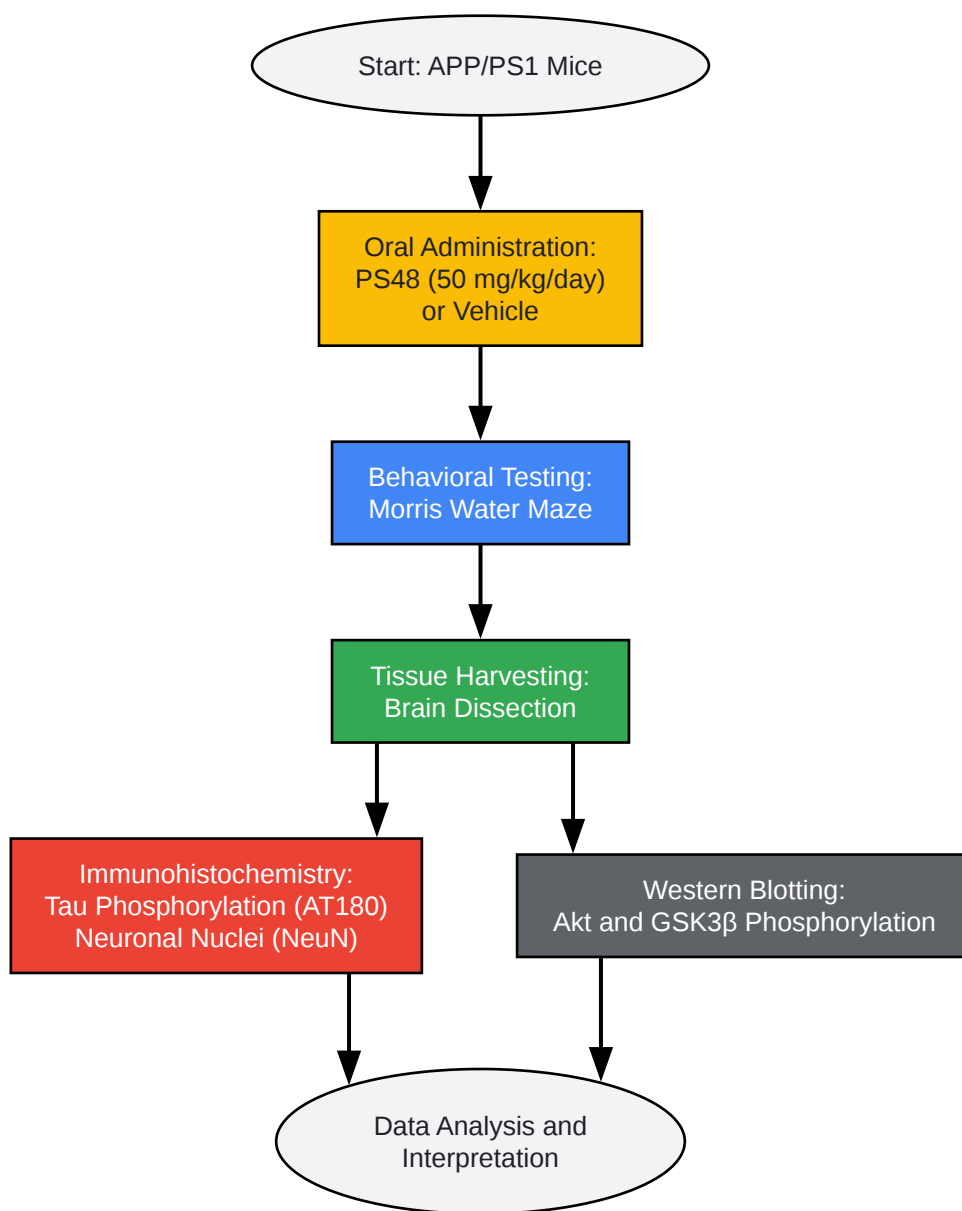 Start: APP/PS1 Mice
Oral Administration:
PS48 (50 mg/kg/day)
or Vehicle
Behavioral Testing:
Morris Water Maze
Tissue Harvesting:
Brain Dissection
Immunohistochemistry:
Tau Phosphorylation (AT180)
Neuronal Nuclei (NeuN)
Western Blotting:
Akt and GSK3β Phosphorylation
Data Analysis and
Interpretation